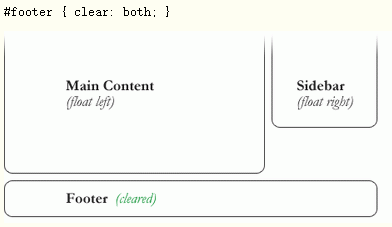 #footer { clear: both; }
Main Content
(float left)
Sidebar
(float right)
Footer (cleared)